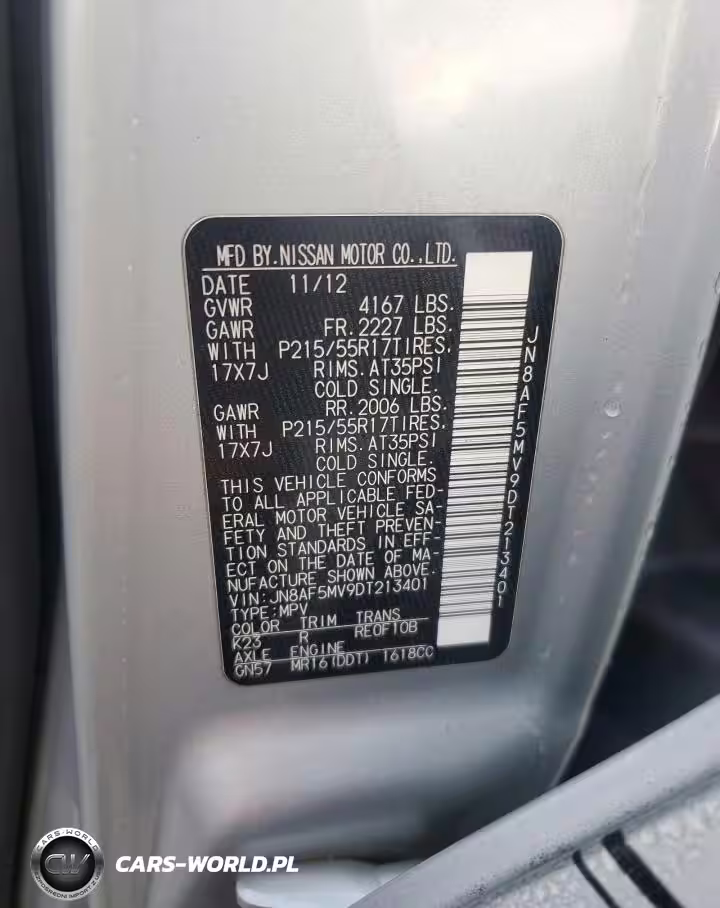 MFD BY.NISSAN MOTOR CO.,LTD.
DATE 11/12
GVWR 4167 LBS.
GAWR FR.2227 LBS.
WITH P215/55R17TIRES.
17X7J RIMS.AT35PSI
COLD SINGLE.
GAWR RR.2006 LBS.
WITH P215/55R17TIRES.
17X7J RIMS.AT35PSI
COLD SINGLE.
THIS VEHICLE CONFORMS
TO ALL APPLICABLE FED-
ERAL MOTOR VEHICLE SA-
FETY AND THEFT PREVEN-
TION STANDARDS IN EFF-
ECT ON THE DATE OF MA-
NUFACTURE SHOWN ABOVE.
VIN:JN8AF5MV9DT213401
TYPE:MPV
COLOR TRIM TRANS
K23 R RE0F10B
AXLE ENGINE
GN57 MR16(DDT) 1618CC
JN8AF5MV9DT213401
CARS-WORLD
CW
CARS-WORLD.PL